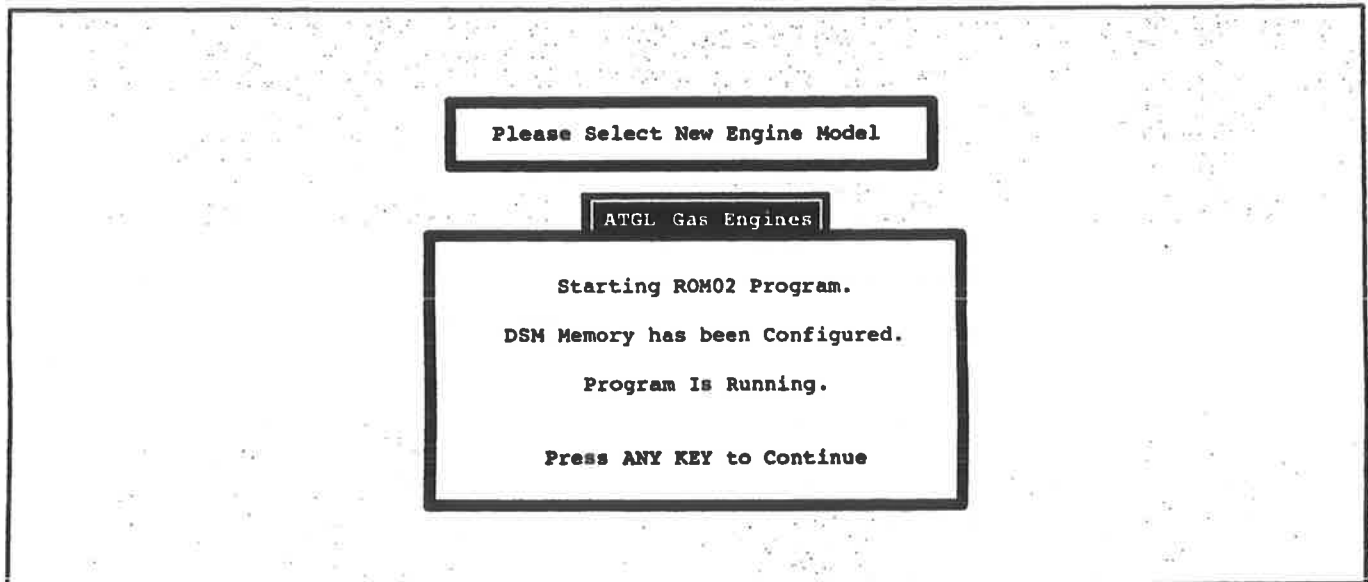 Please Select New Engine Model
ATGL Gas Engines
Starting ROM02 Program.
DSM Memory has been Configured.
Program Is Running.
Press ANY KEY to Continue